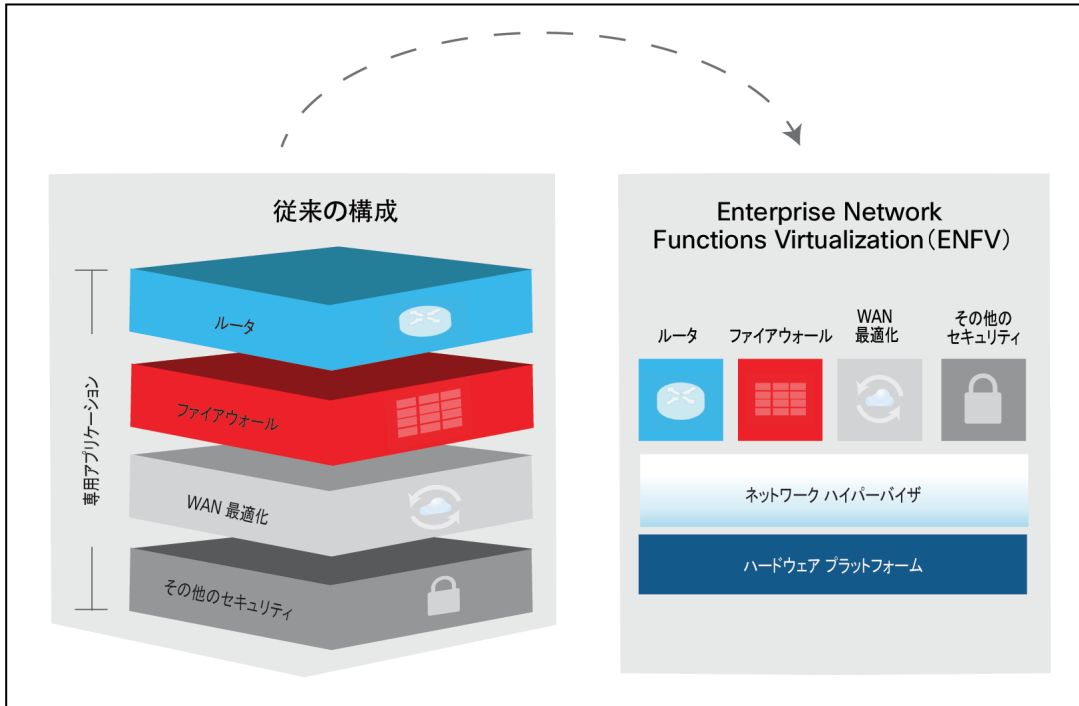 従来の構成
専用アプリケーション
ルータ
ファイアウォール
WAN 最適化
その他のセキュリティ
Enterprise Network
Functions Virtualization（ENFV）
ルータ
ファイアウォール
WAN
最適化
その他の
セキュリティ
ネットワーク ハイパーバイザ
ハードウェア プラットフォーム